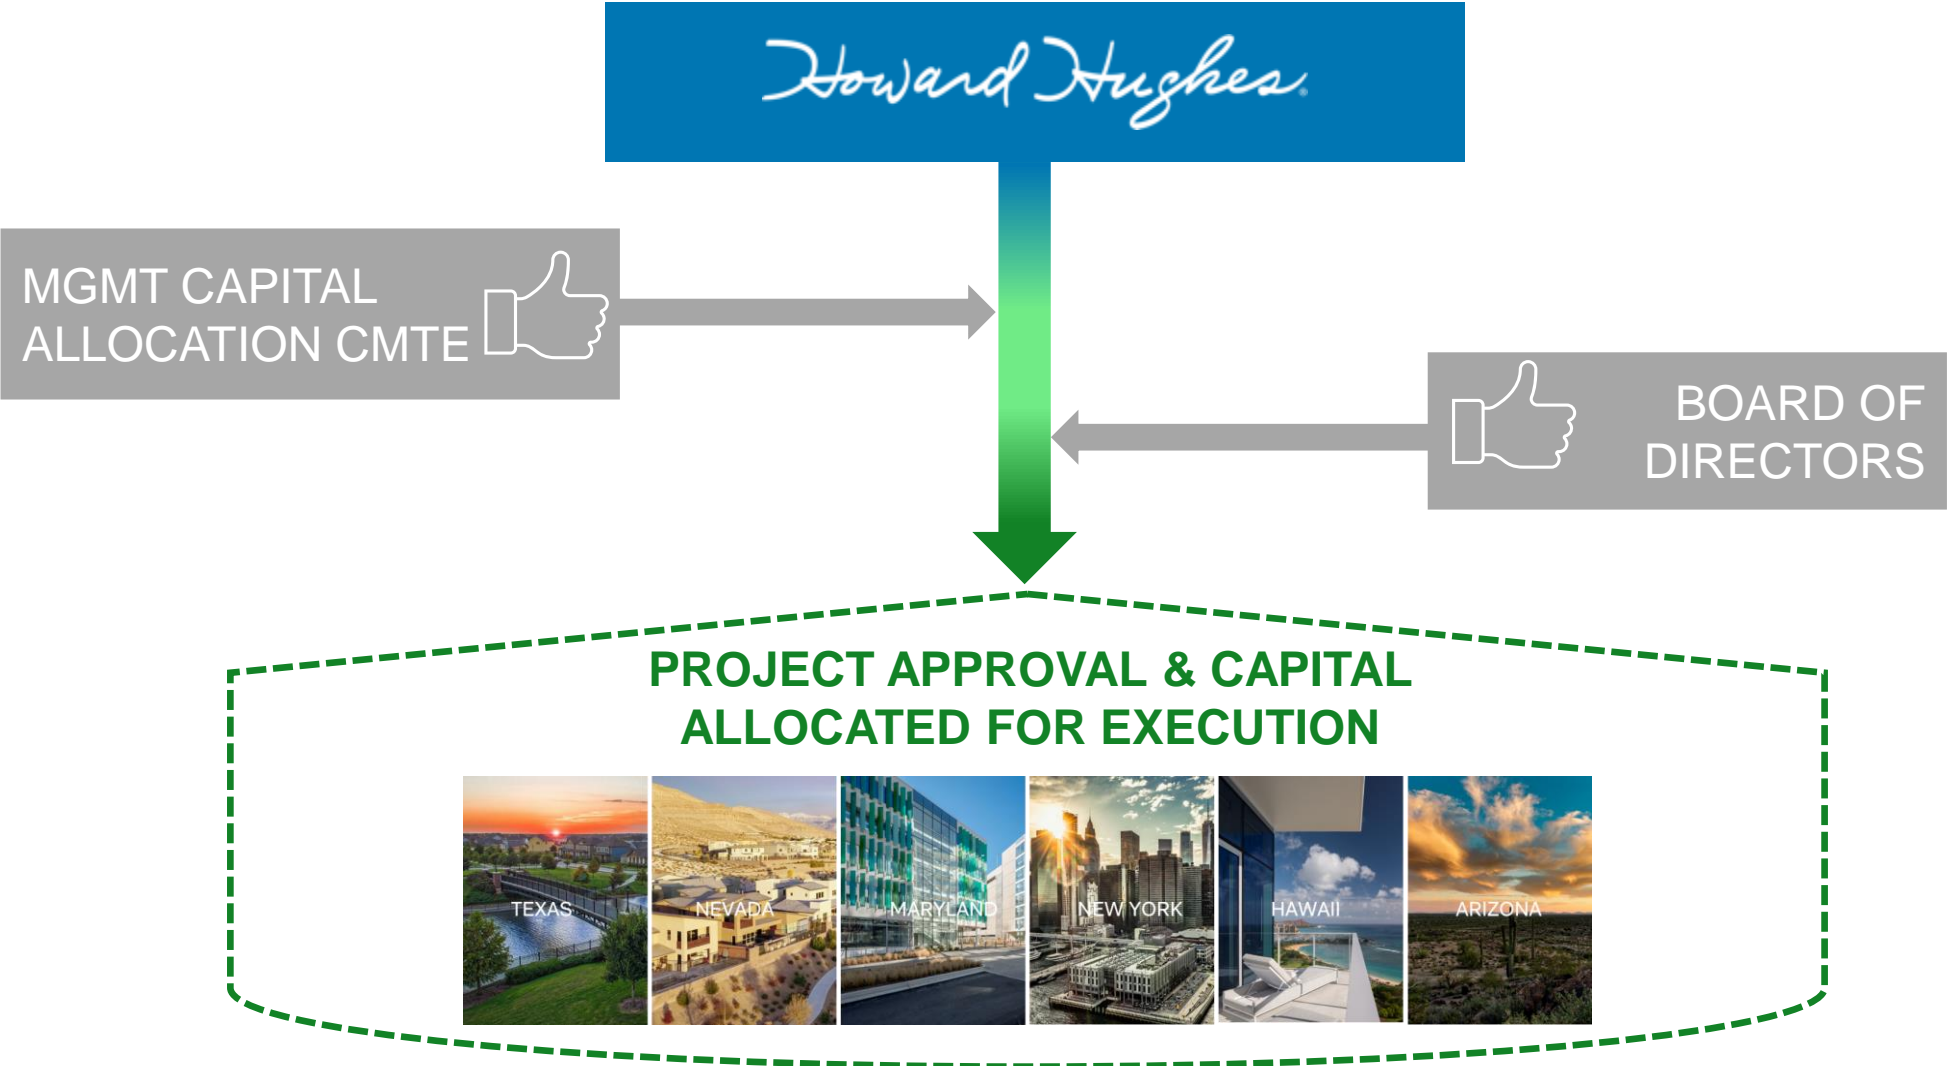 Howard Hughes®
MGMT CAPITAL
ALLOCATION CMTE
BOARD OF
DIRECTORS
PROJECT APPROVAL & CAPITAL
ALLOCATED FOR EXECUTION
TEXAS
NEVADA
MARYLAND
NEW YORK
HAWAII
ARIZONA